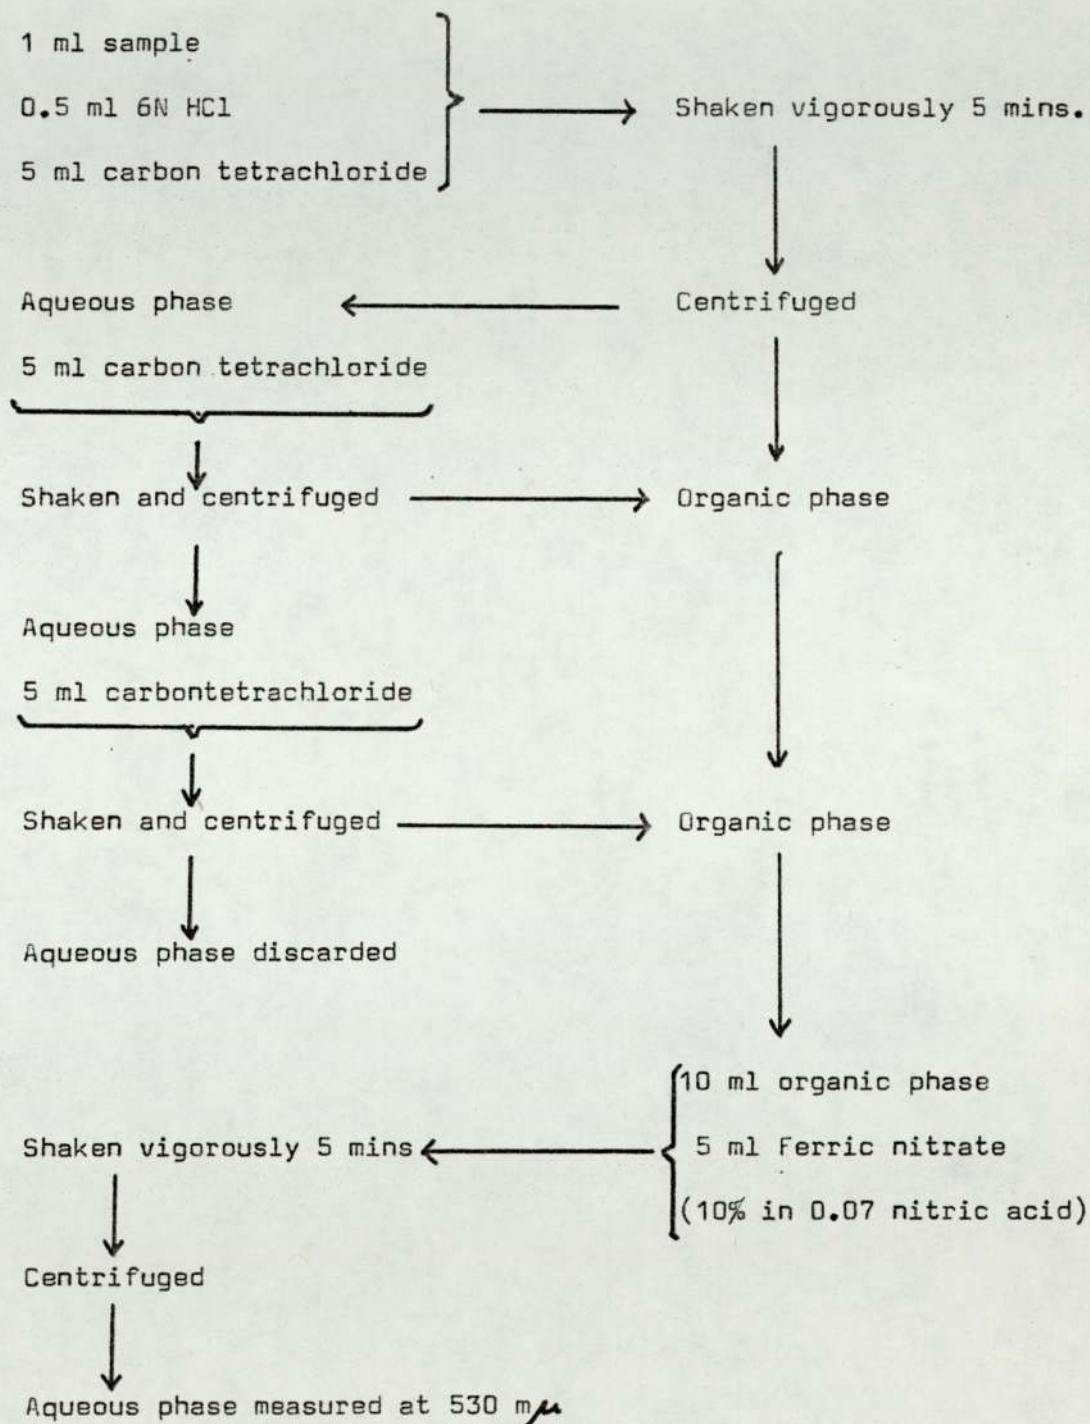 1 ml sample
0.5 ml 6N HCl
5 ml carbon tetrachloride
Shaken vigorously 5 mins.
Aqueous phase
Centrifuged
5 ml carbon tetrachloride
Shaken and centrifuged
Organic phase
Aqueous phase
5 ml carbontetrachloride
Shaken and centrifuged
Organic phase
Aqueous phase discarded
10 ml organic phase
5 ml Ferric nitrate
(10% in 0.07 nitric acid)
Shaken vigorously 5 mins
Centrifuged
Aqueous phase measured at 530 mμ